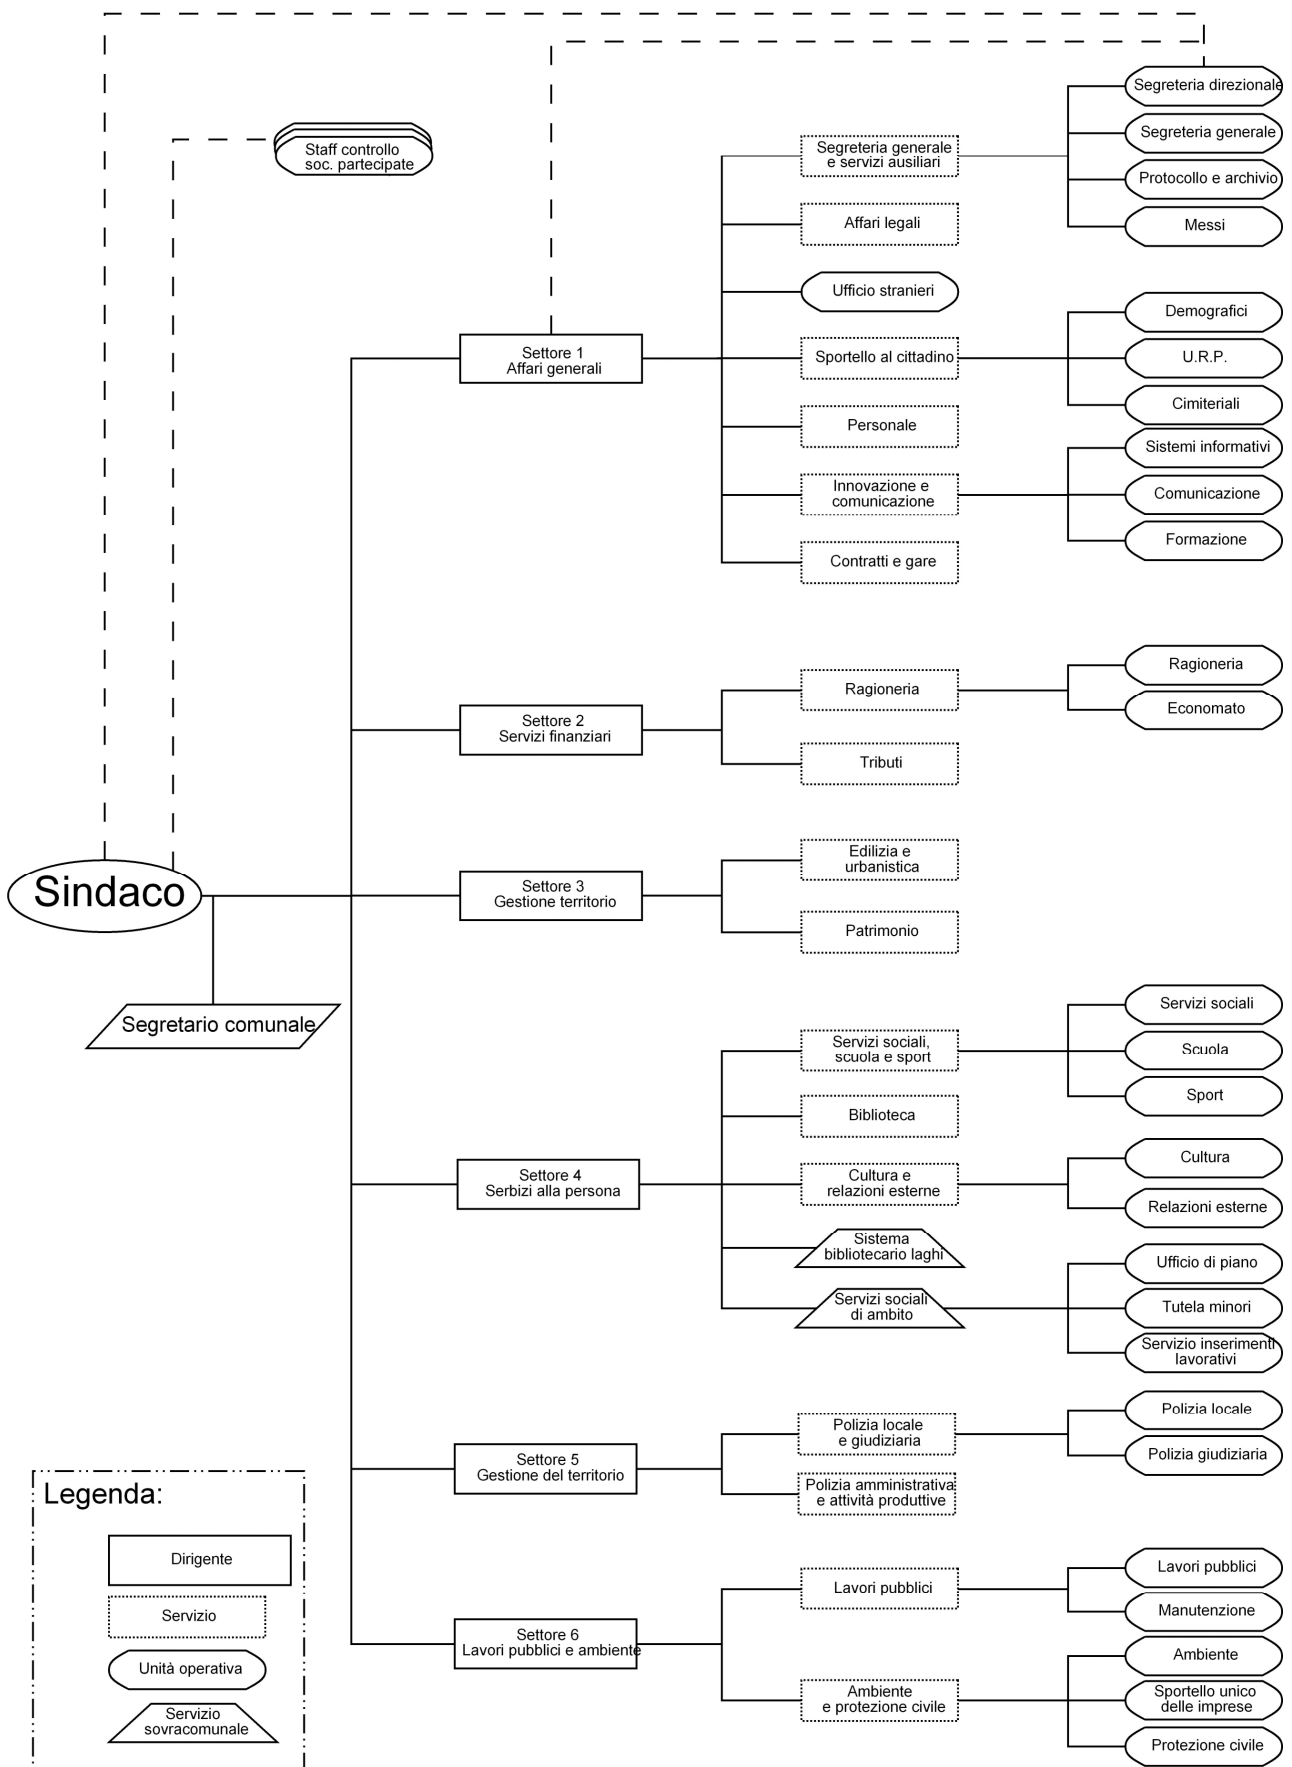 Staff controllo
soc. partecipate
Sindaco
Segretario comunale
Settore 1
Affari generali
Segreteria generale
e servizi ausiliari
Segreteria direzionale
Segreteria generale
Protocollo e archivio
Messi
Affari legali
Ufficio stranieri
Sportello al cittadino
Demografici
U.R.P.
Cimiteriali
Personale
Innovazione e
comunicazione
Sistemi informativi
Comunicazione
Formazione
Contratti e gare
Settore 2
Servizi finanziari
Ragioneria
Ragioneria
Economato
Tributi
Settore 3
Gestione territorio
Edilizia e
urbanistica
Patrimonio
Settore 4
Serbizi alla persona
Servizi sociali,
scuola e sport
Servizi sociali
Scuola
Sport
Biblioteca
Cultura e
relazioni esterne
Cultura
Relazioni esterne
Sistema
bibliotecario laghi
Servizi sociali
di ambito
Ufficio di piano
Tutela minori
Servizio inserimenti
lavorativi
Settore 5
Gestione del territorio
Polizia locale
e giudiziaria
Polizia locale
Polizia giudiziaria
Polizia amministrativa
e attività produttive
Settore 6
Lavori pubblici e ambiente
Lavori pubblici
Lavori pubblici
Manutenzione
Ambiente
e protezione civile
Ambiente
Sportello unico
delle imprese
Protezione civile
Legenda:
Dirigente
Servizio
Unità operativa
Servizio
sovracomunale